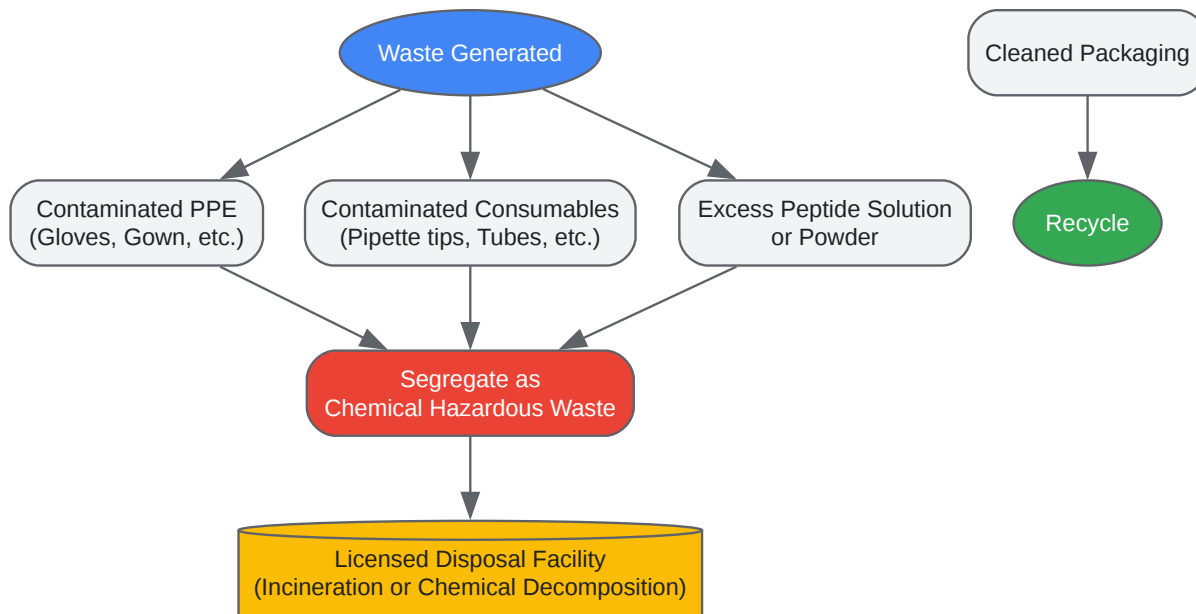 Waste Generated
Cleaned Packaging
Contaminated PPE
(Gloves, Gown, etc.)
Contaminated Consumables
(Pipette tips, Tubes, etc.)
Excess Peptide Solution
or Powder
Recycle
Segregate as
Chemical Hazardous Waste
Licensed Disposal Facility
(Incineration or Chemical Decomposition)